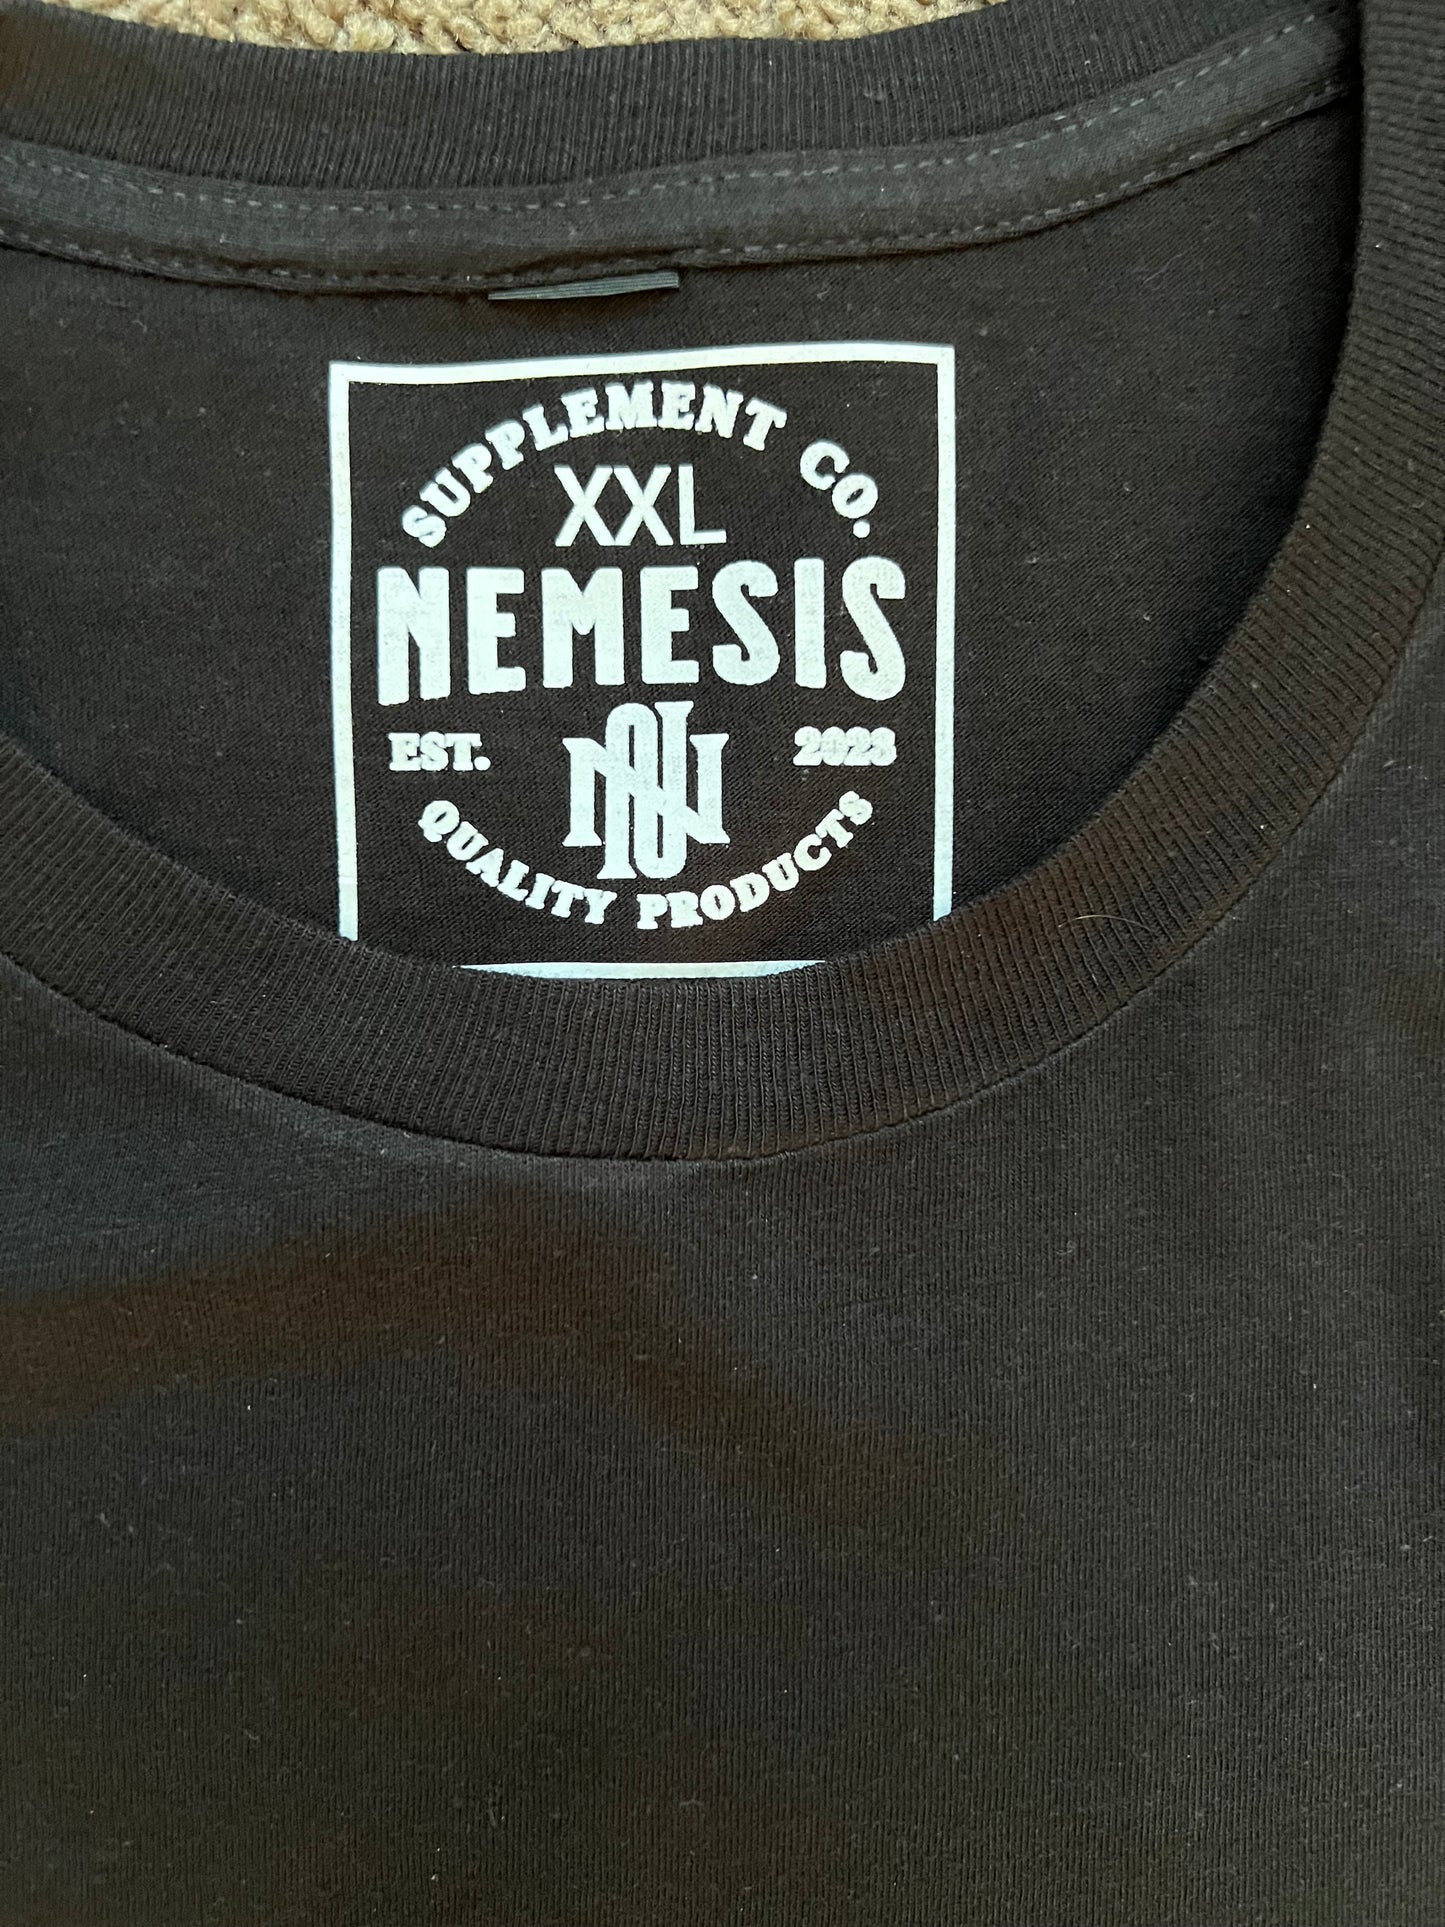 SUPPLEMENT CO.
XXL
NEMESIS
EST. 2023
QUALITY PRODUCTS